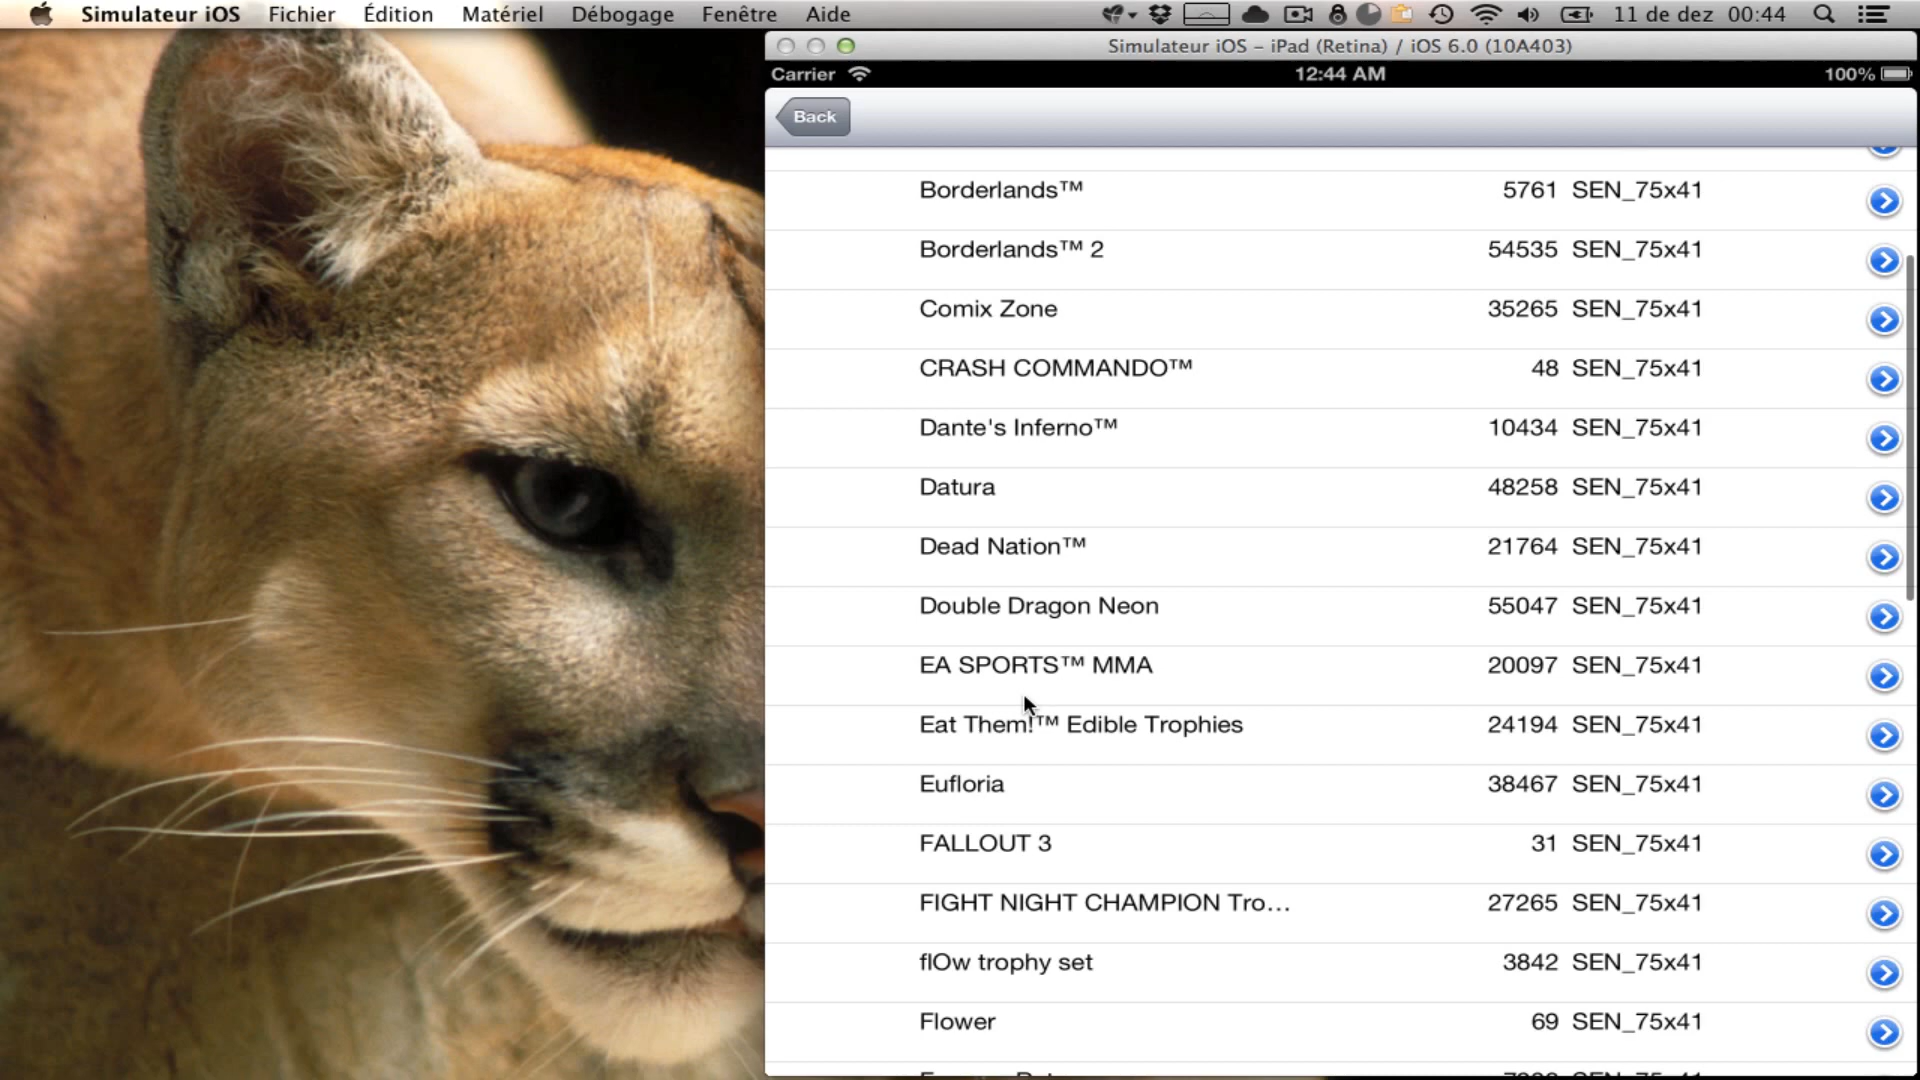 Simulateur iOS Fichier Édition Matériel Débogage Fenêtre Aide 11 de dez 00:44
Simulateur iOS – iPad (Retina) / iOS 6.0 (10A403)
Carrier 12:44 AM 100%
Back
Borderlands™ 5761 SEN_75x41
Borderlands™ 2 54535 SEN_75x41
Comix Zone 35265 SEN_75x41
CRASH COMMANDO™ 48 SEN_75x41
Dante's Inferno™ 10434 SEN_75x41
Datura 48258 SEN_75x41
Dead Nation™ 21764 SEN_75x41
Double Dragon Neon 55047 SEN_75x41
EA SPORTS™ MMA 20097 SEN_75x41
Eat Them!™ Edible Trophies 24194 SEN_75x41
Eufloria 38467 SEN_75x41
FALLOUT 3 31 SEN_75x41
FIGHT NIGHT CHAMPION Tro... 27265 SEN_75x41
flOw trophy set 3842 SEN_75x41
Flower 69 SEN_75x41